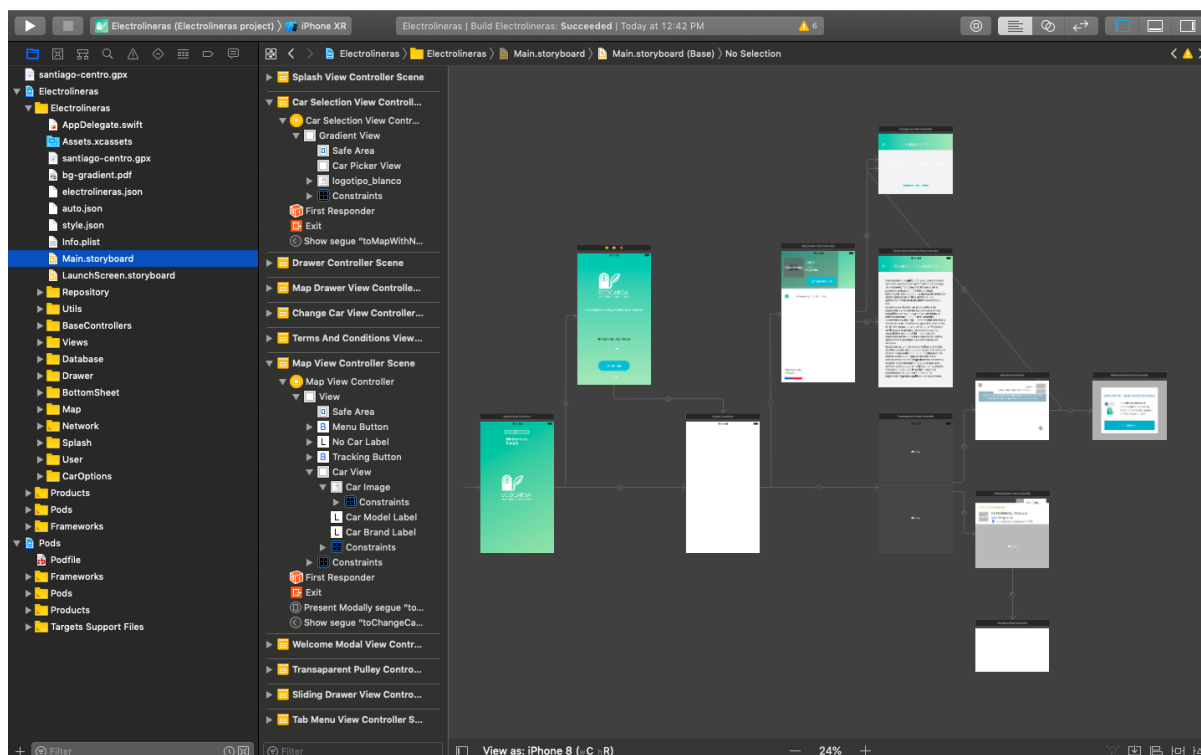 Electrolineras (Electrolineras project) 〉 iPhone XR
Electrolineras | Build Electrolineras: Succeeded | Today at 12:42 PM
6
Electrolineras 〉 Electrolineras 〉 Main.storyboard 〉 Main.storyboard (Base) 〉 No Selection
santiago-centro.gpx
Electrolineras
Electrolineras
AppDelegate.swift
Assets.xcassets
santiago-centro.gpx
bg-gradient.pdf
electrolineras.json
auto.json
style.json
Info.plist
Main.storyboard
LaunchScreen.storyboard
Repository
Utils
BaseControllers
Views
Database
Drawer
BottomSheet
Map
Network
Splash
User
CarOptions
Products
Pods
Frameworks
Pods
Podfile
Frameworks
Pods
Products
Targets Support Files
Filter
Splash View Controller Scene
Car Selection View Controll...
Car Selection View Contr...
Gradient View
Safe Area
Car Picker View
logotipo_blanco
Constraints
First Responder
Exit
Show segue "toMapWithN...
Drawer Controller Scene
Map Drawer View Controlle...
Change Car View Controller...
Terms And Conditions View...
Map View Controller Scene
Map View Controller
View
Safe Area
B Menu Button
L No Car Label
B Tracking Button
Car View
Car Image
Constraints
L Car Model Label
L Car Brand Label
Constraints
Constraints
First Responder
Exit
Present Modally segue "to...
Show segue "toChangeCa...
Welcome Modal View Contr...
Transaparent Pulley Contro...
Sliding Drawer View Contro...
Tab Menu View Controller S...
Filter
ECOCARGA
ECOCARGA
View as: iPhone 8 (wC hR)
24%